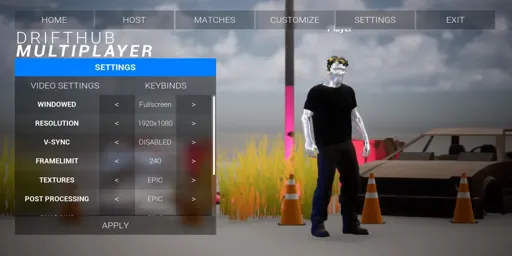 HOME HOST MATCHES CUSTOMIZE SETTINGS EXIT
Player
DRIFTHUB
MULTIPLAYER
SETTINGS
VIDEO SETTINGS KEYBINDS
WINDOWED < Fullscreen >
RESOLUTION < 1920x1080 >
V-SYNC < DISABLED >
FRAMELIMIT < 240 >
TEXTURES < EPIC >
POST PROCESSING < EPIC >
APPLY